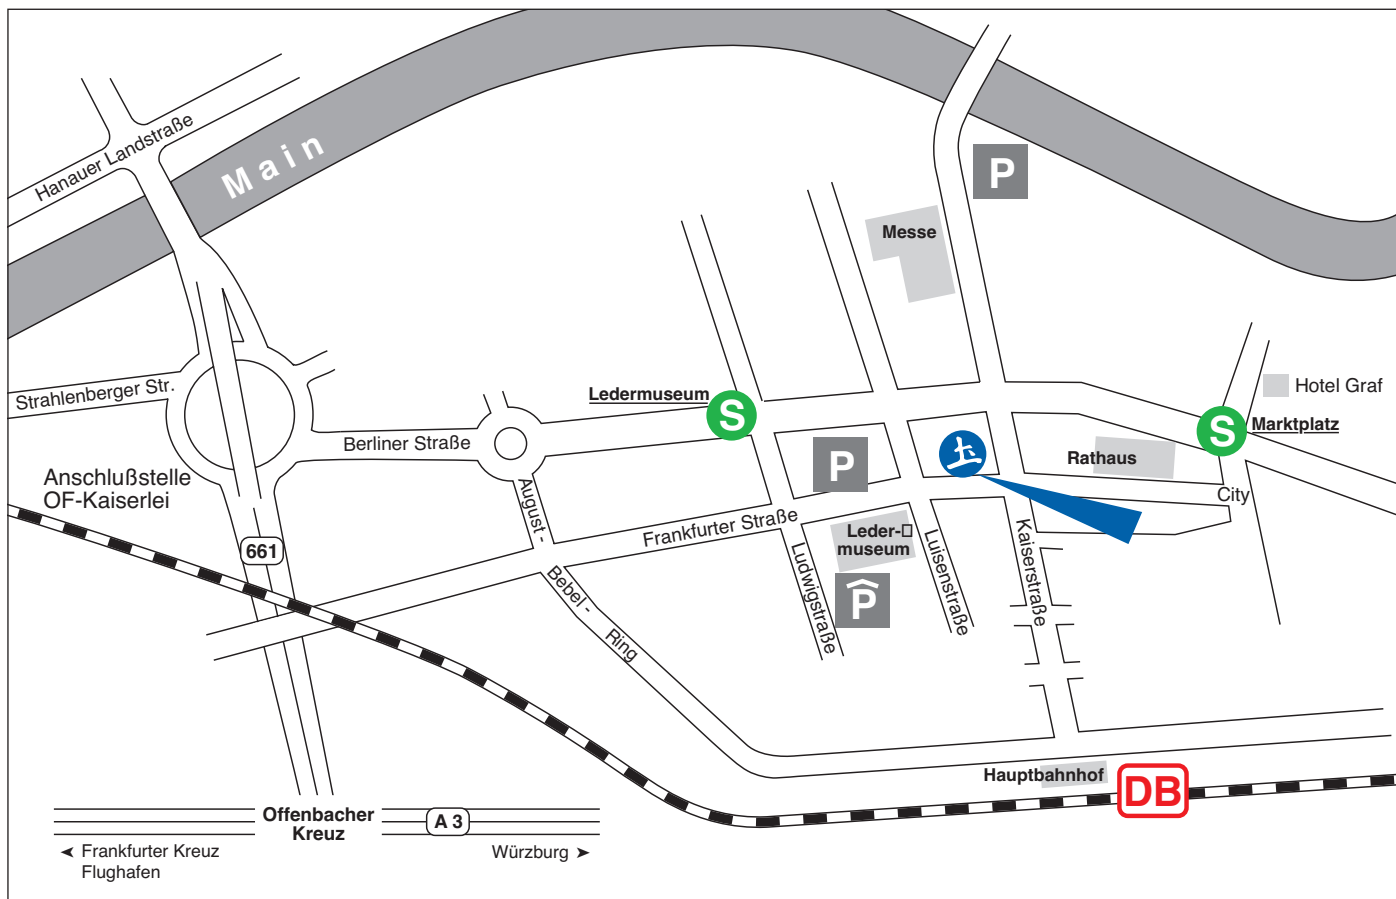 Hanauer Landstraße
Main
P
Messe
Strahlenberger Str.
Ledermuseum
S
Hotel Graf
Berliner Straße
S
Marktplatz
P
Rathaus
Anschlußstelle
OF-Kaiserlei
City
August -
Bebel -
Ring
Frankfurter Straße
Leder-
museum
661
P
Ludwigstraße
Luisenstraße
Kaiserstraße
Hauptbahnhof
DB
Offenbacher
Kreuz
A 3
Frankfurter Kreuz
Flughafen
Würzburg